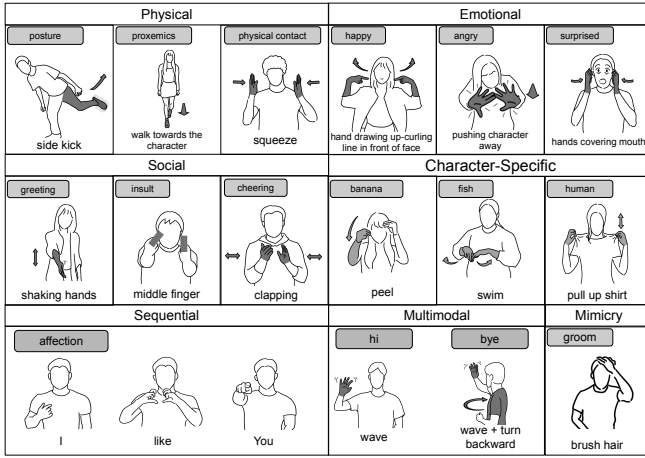 Physical
Emotional
posture
proxemics
physical contact
happy
angry
surprised
side kick
walk towards the
character
squeeze
hand drawing up-curling
line in front of face
pushing character
away
hands covering mouth
Social
Character-Specific
greeting
insult
cheering
banana
fish
human
shaking hands
middle finger
clapping
peel
swim
pull up shirt
Sequential
Multimodal
Mimicry
affection
hi
bye
groom
I
like
You
wave
wave + turn
backward
brush hair